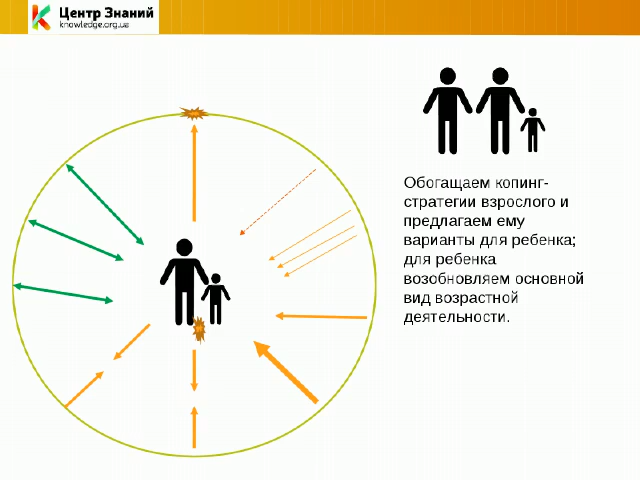 Центр Знаний
knowledge.org.ua
Обогащаем копинг-
стратегии взрослого и
предлагаем ему
варианты для ребенка;
для ребенка
возобновляем основной
вид возрастной
деятельности.